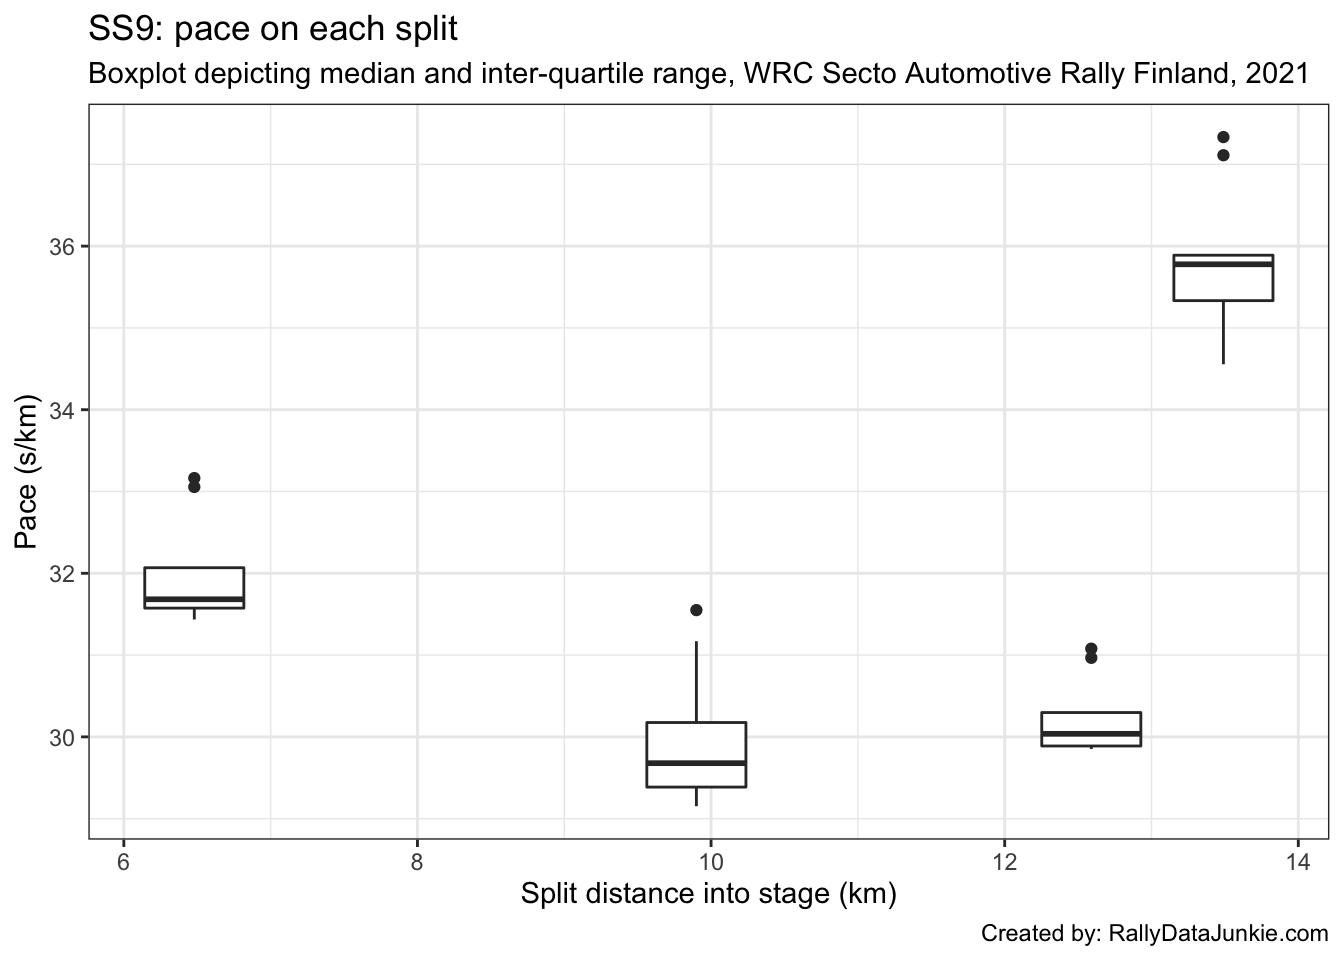 SS9: pace on each split
Boxplot depicting median and inter-quartile range, WRC Secto Automotive Rally Finland, 2021
Pace (s/km)
36
34
32
30
6 8 10 12 14
Split distance into stage (km)
Created by: RallyDataJunkie.com